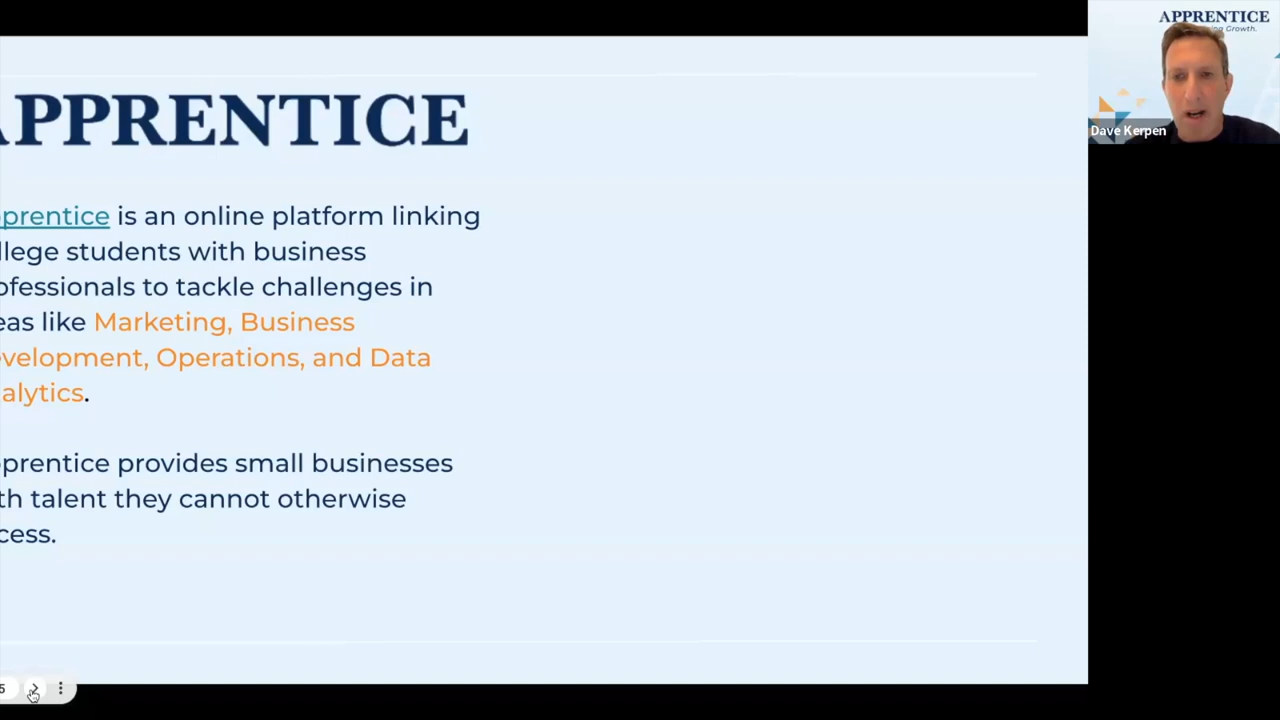 APPRENTICE
prentice is an online platform linking
llege students with business
ofessionals to tackle challenges in
eas like Marketing, Business
velopment, Operations, and Data
alytics.
prentice provides small businesses
th talent they cannot otherwise
cess.
5
APPRENTICE
Growth.
Dave Kerpen